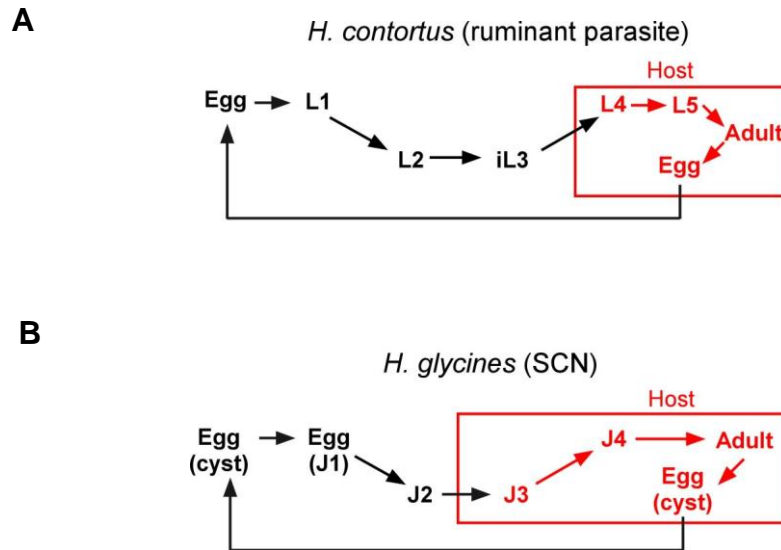 A
H. contortus (ruminant parasite)
Host
Egg L1 L4 L5
Adult
L2 iL3 Egg
B
H. glycines (SCN)
Host
Egg Egg J4 Adult
(cyst) (J1)
J2 J3 Egg
(cyst)